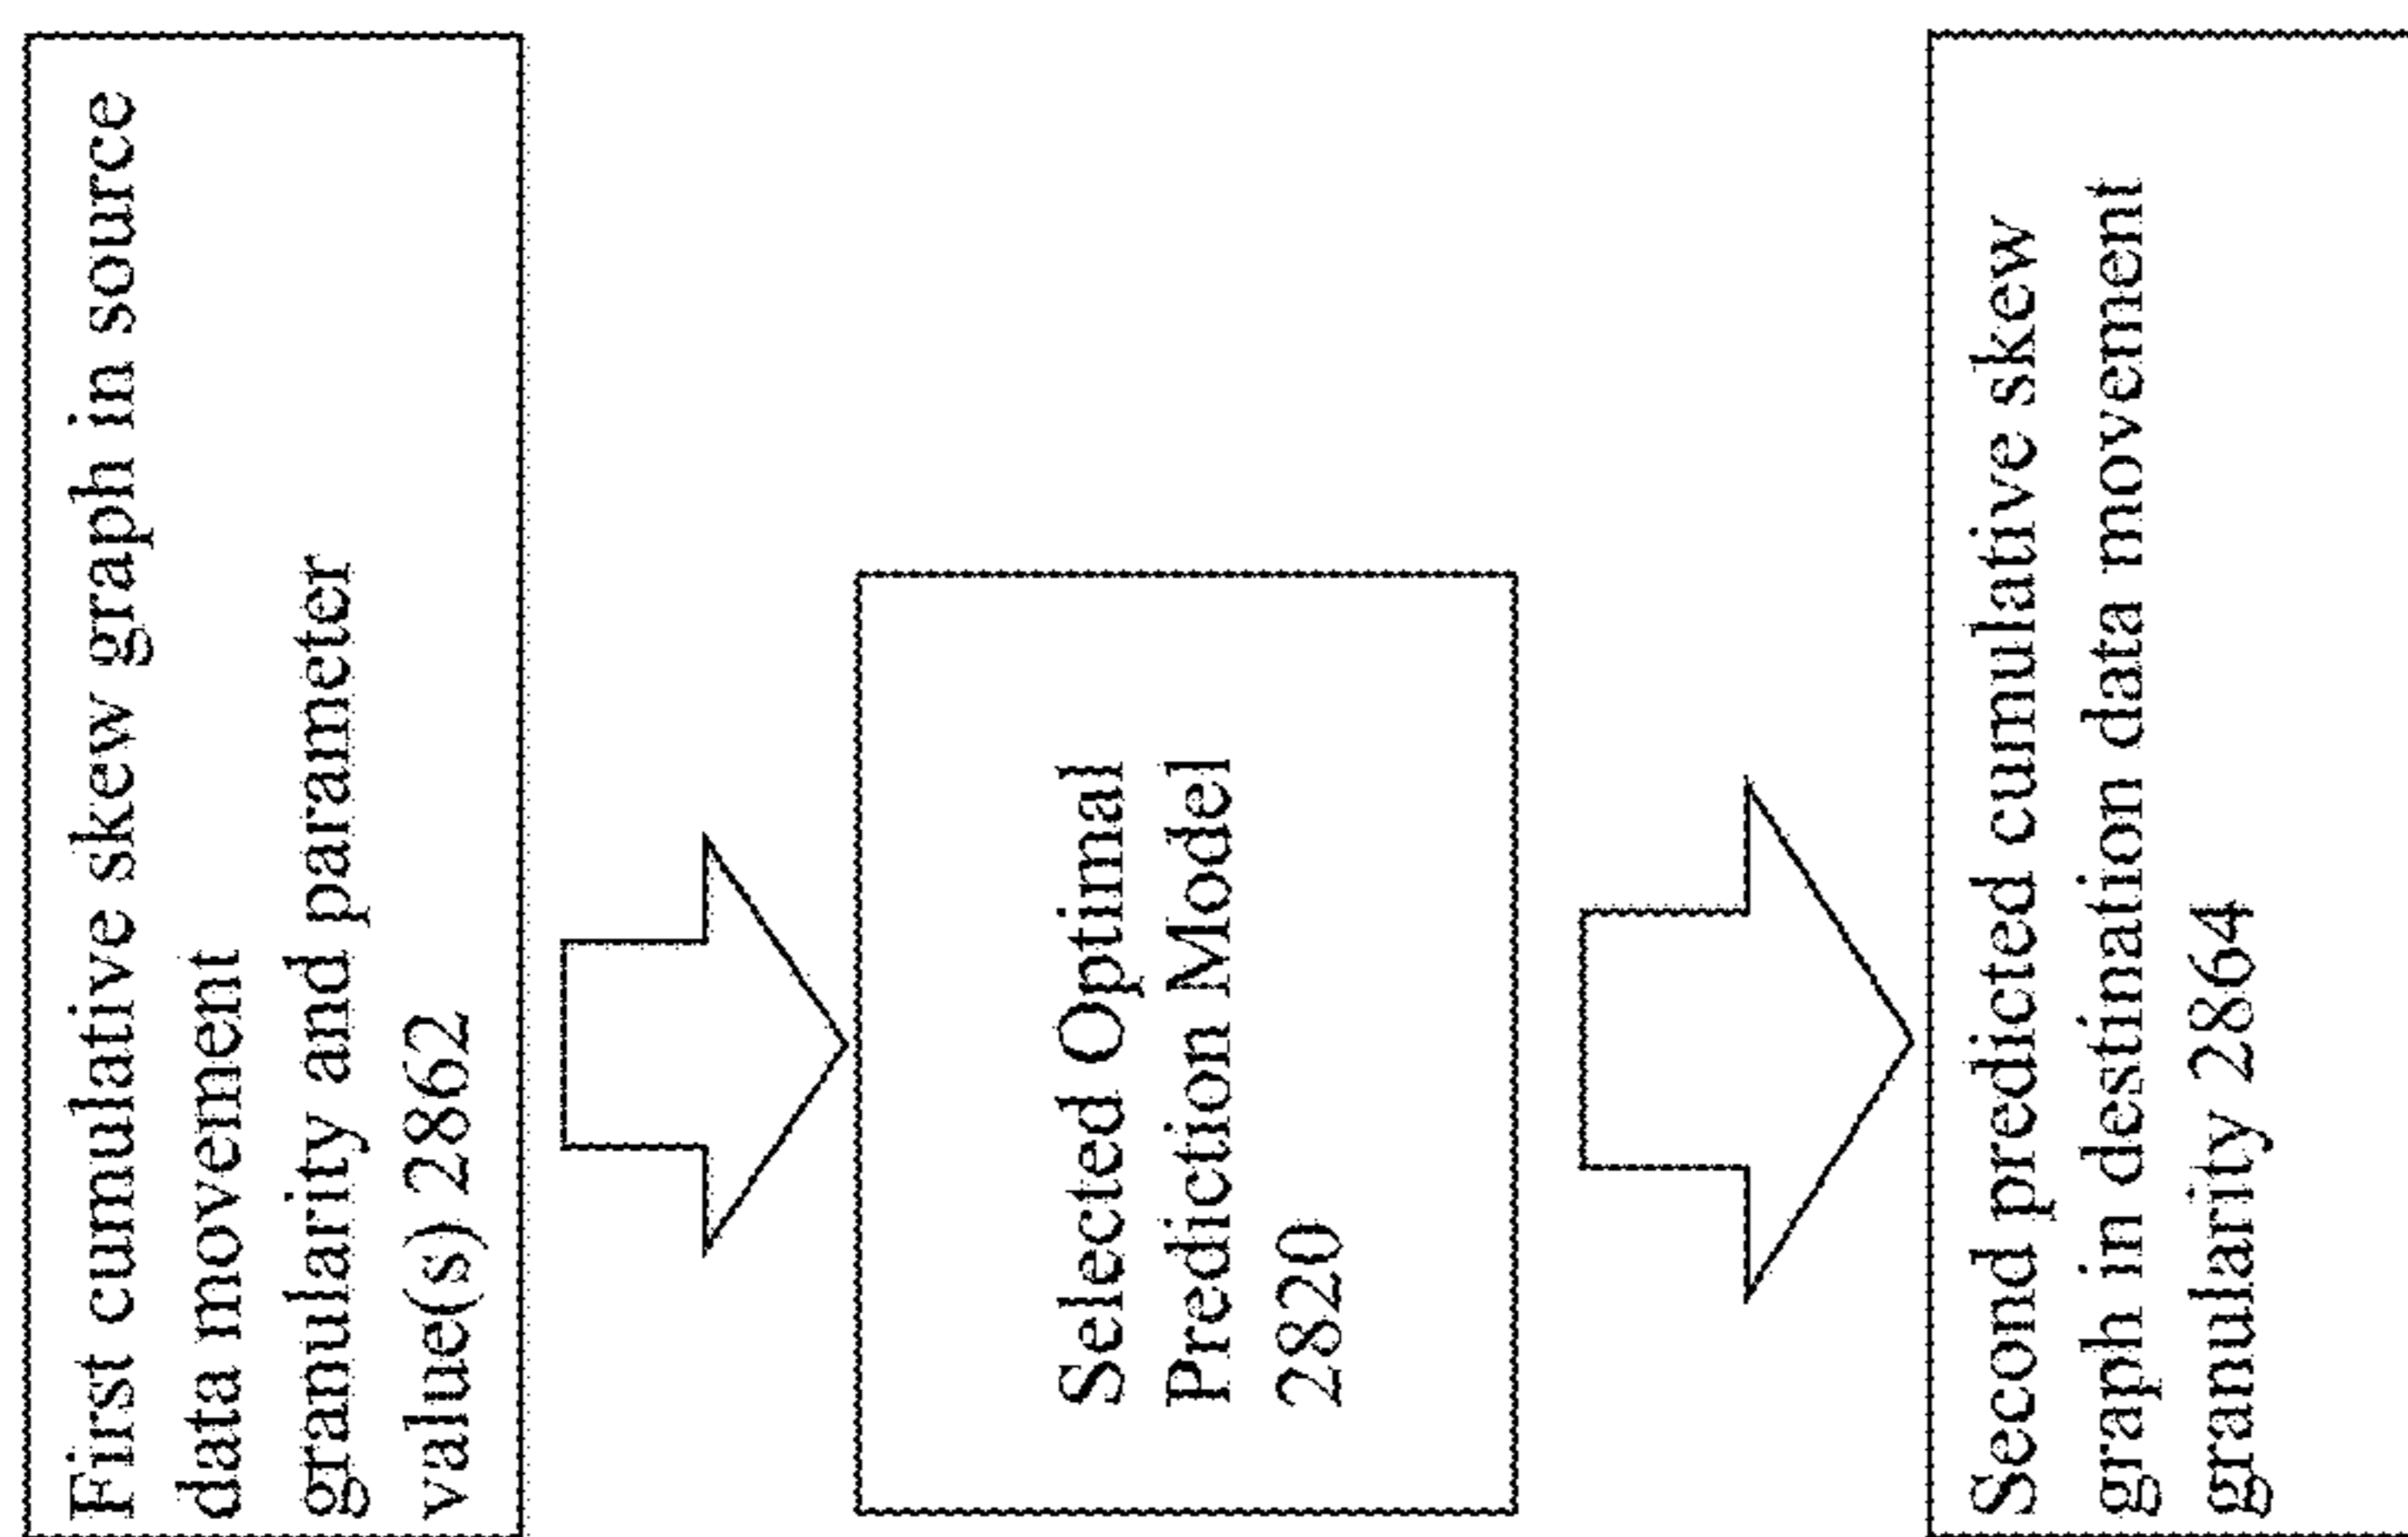 First cumulative skew graph in source
data movement
granularity and parameter
value(s) 2862
Selected Optimal
Prediction Model
2820
Second predicted cumulative skew
graph in destination data movement
granularity 2864